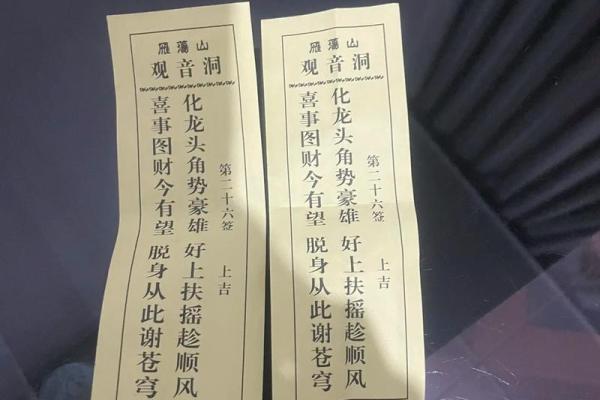 雁蕩山
观音洞
第二十六签 上吉
化龙头角势豪雄 好上扶摇趁顺风
喜事图财今有望 脱身从此谢苍穹
雁蕩山
观音洞
第二十六签 上吉
化龙头角势豪雄 好上扶摇趁顺风
喜事图财今有望 脱身从此谢苍穹